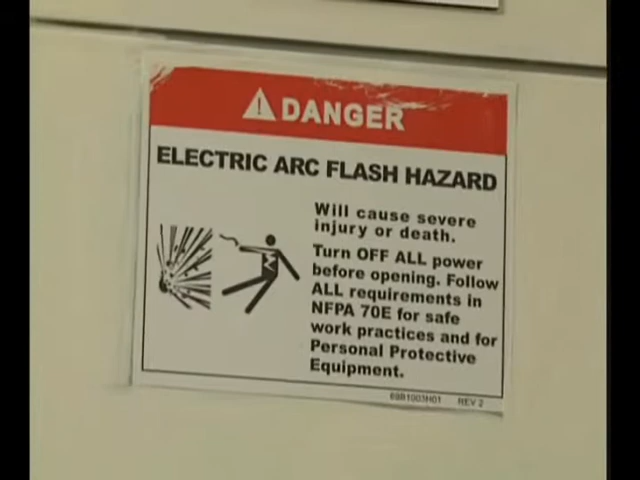 DANGER
ELECTRIC ARC FLASH HAZARD
Will cause severe
injury or death.
Turn OFF ALL power
before opening. Follow
ALL requirements in
NFPA 70E for safe
work practices and for
Personal Protective
Equipment.
REV 2